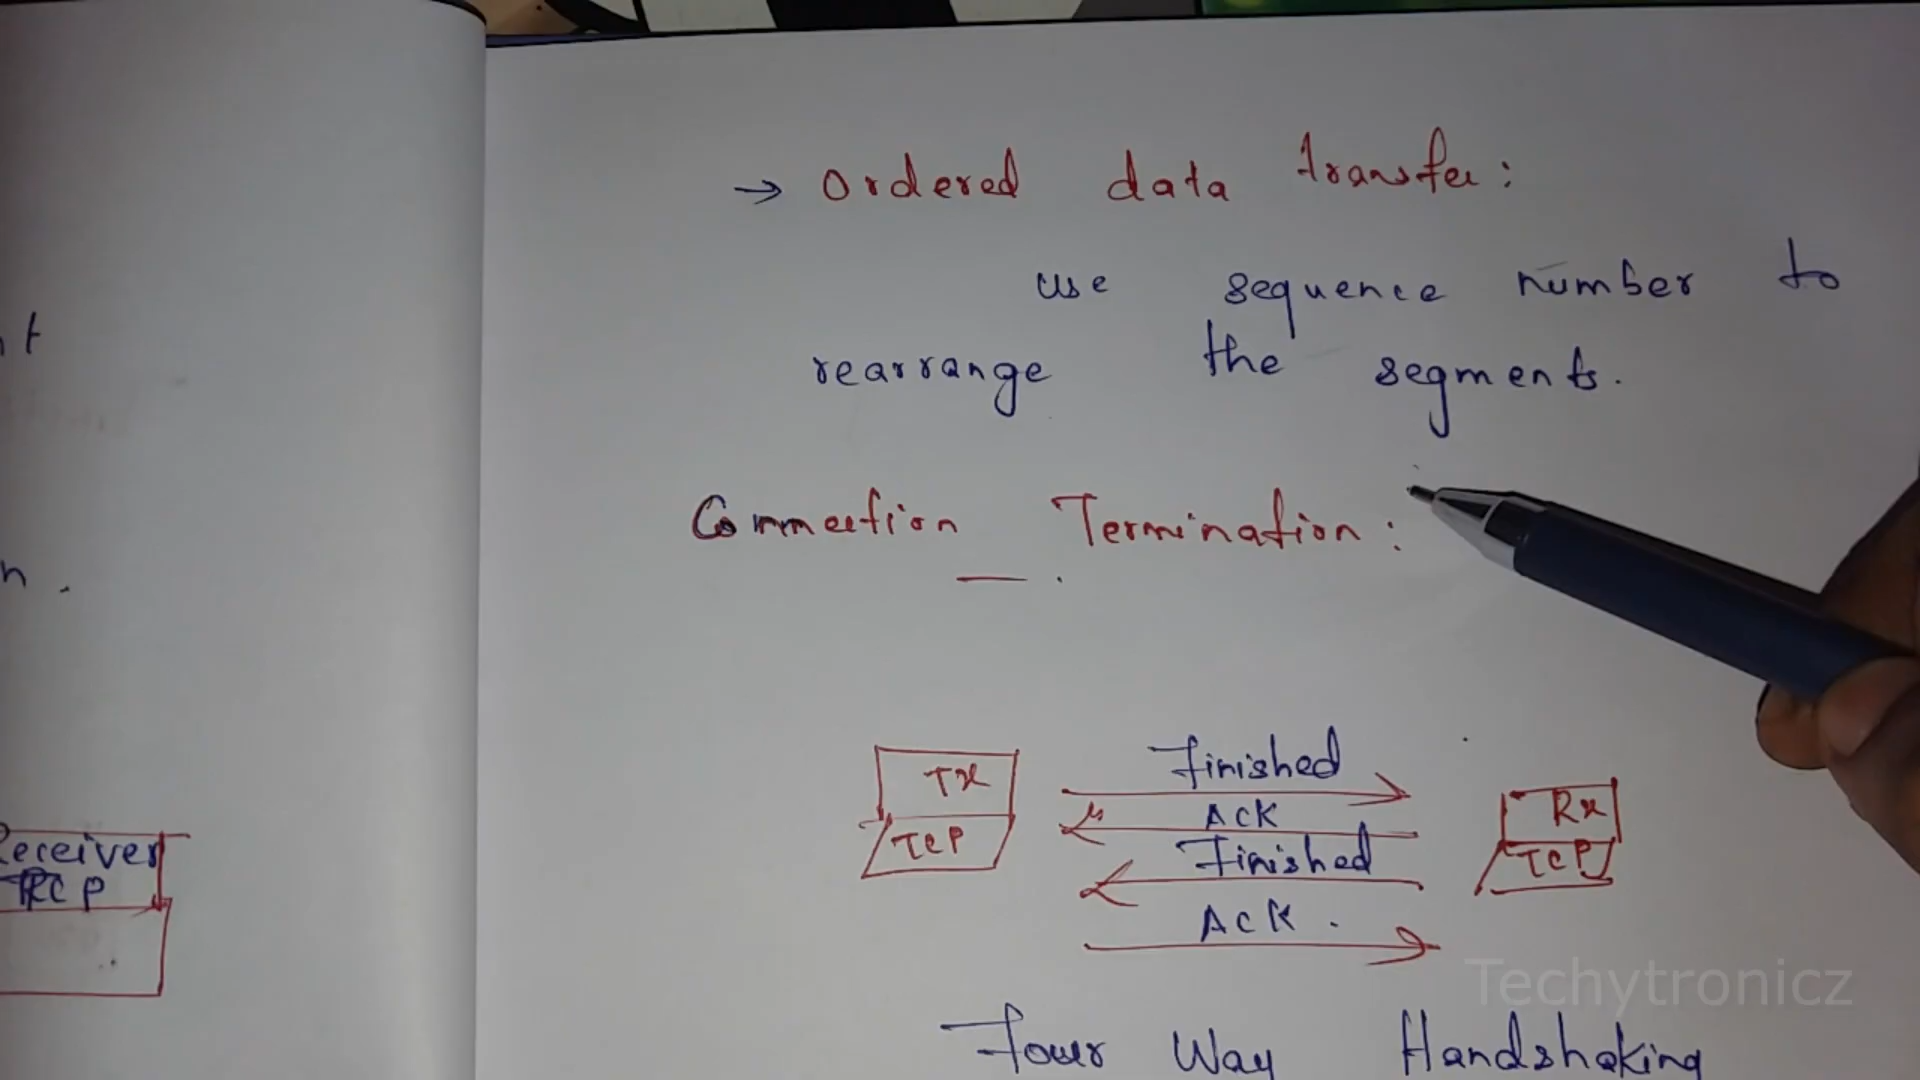 t
n.
Receiver
TCP
→ Ordered data transfer:
use sequence number to
rearrange the segments.
Connection Termination:
Tx
TCP
Finished
ACK
Finished
ACK.
Rx
TCP
Four Way Handshaking
Techytronicz